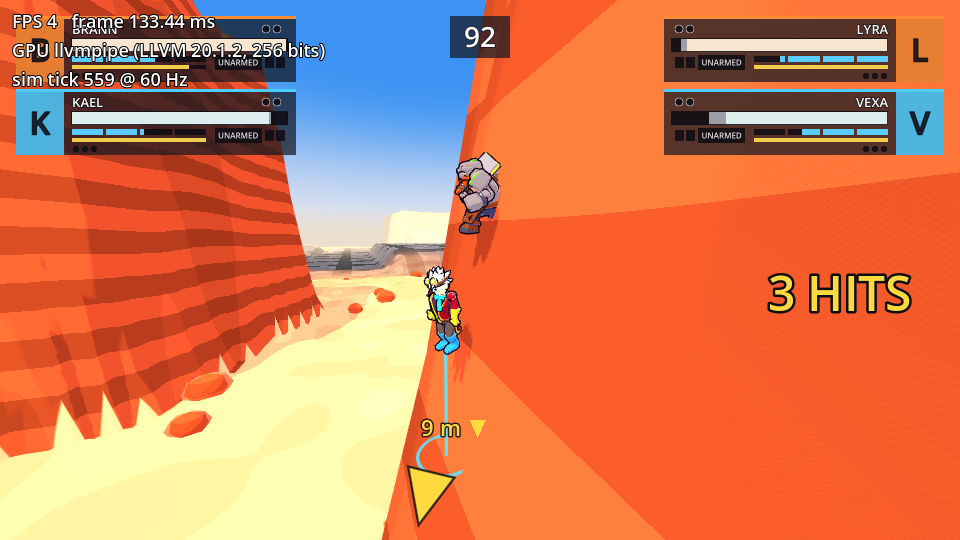 FPS 4 frame 133.44 ms
BRANN
GPU llvmpipe (LLVM 20.1.2, 256 bits)
UNARMED
sim tick 559 @ 60 Hz
K
KAEL
UNARMED
92
LYRA
L
UNARMED
VEXA
V
UNARMED
3 HITS
9 m